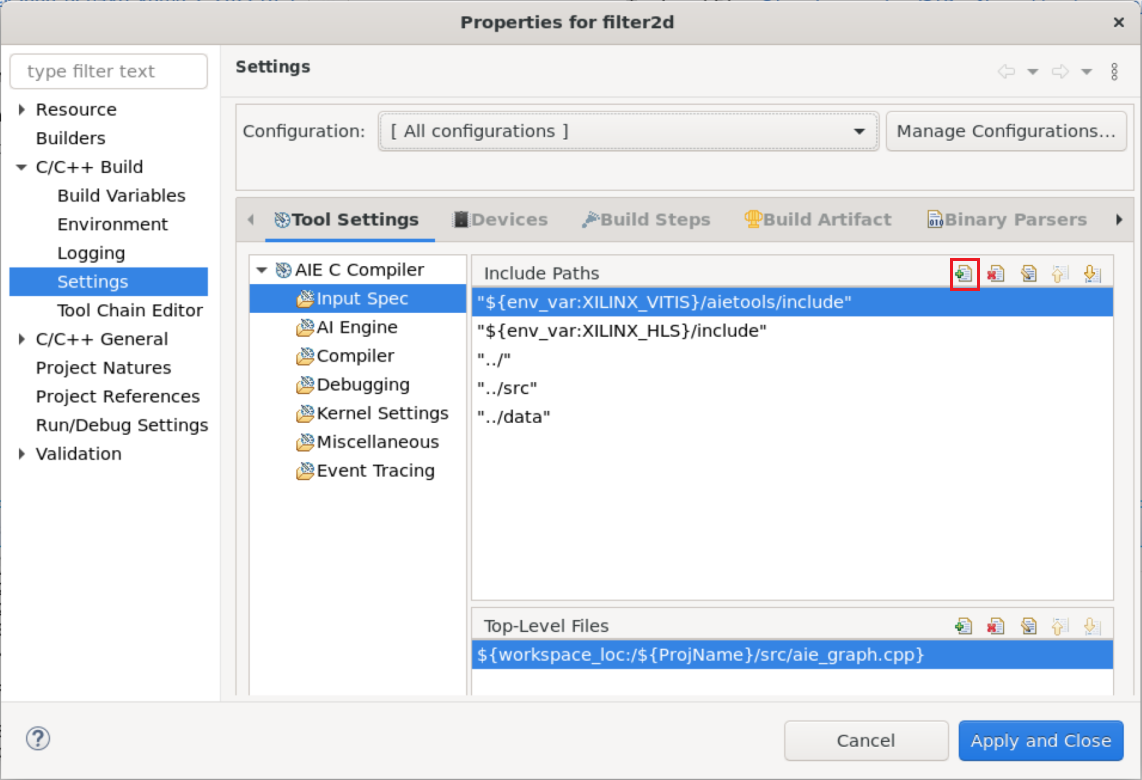 Properties for filter2d
type filter text
Resource
Builders
C/C++ Build
Build Variables
Environment
Logging
Settings
Tool Chain Editor
C/C++ General
Project Natures
Project References
Run/Debug Settings
Validation
Settings
Configuration: [ All configurations ] Manage Configurations...
Tool Settings Devices Build Steps Build Artifact Binary Parsers
AIE C Compiler
Input Spec
AI Engine
Compiler
Debugging
Kernel Settings
Miscellaneous
Event Tracing
Include Paths
"${env_var:XILINX_VITIS}/aietools/include"
"${env_var:XILINX_HLS}/include"
"../"
"../src"
"../data"
Top-Level Files
${workspace_loc:/${ProjName}/src/aie_graph.cpp}
Cancel Apply and Close